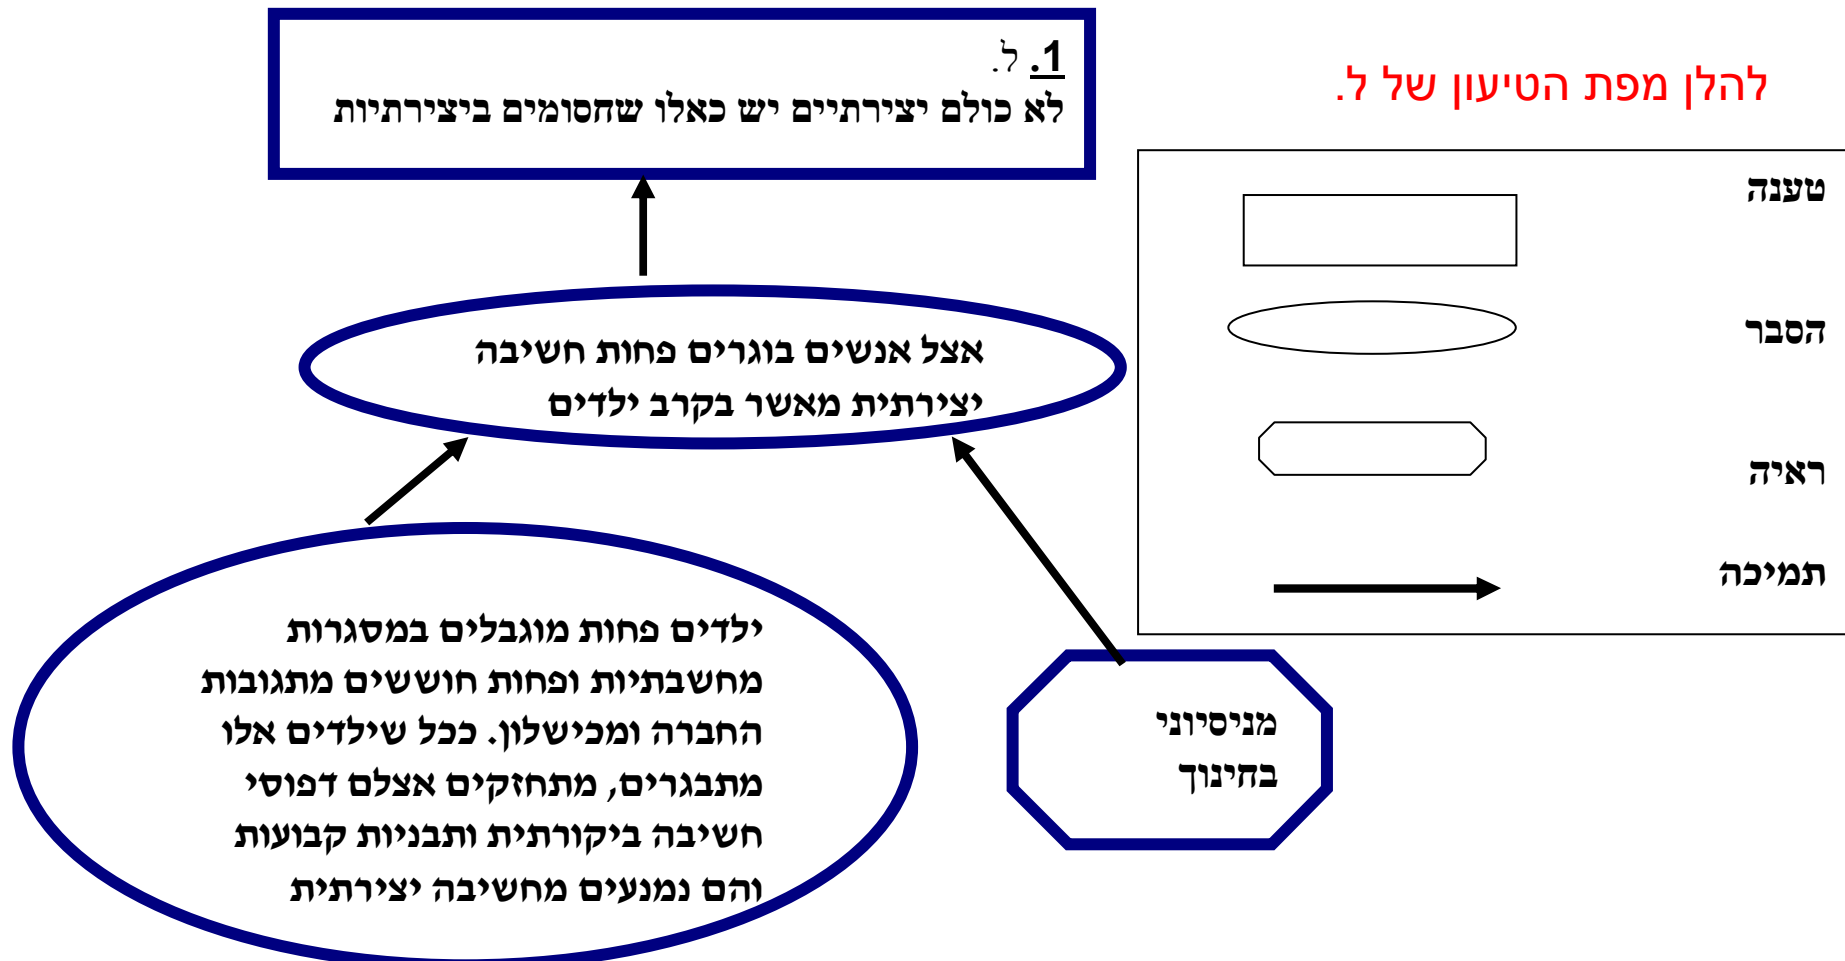 להלן מפת הטיעון של ל.
1. ל.
לא כולם יצירתיים יש כאלו שחסומים ביצירתיות
טענה
הסבר
ראיה
תמיכה
אצל אנשים בוגרים פחות חשיבה
יצירתית מאשר בקרב ילדים
מניסיוני
בחינוך
ילדים פחות מוגבלים במסגרות
מחשבתיות ופחות חוששים מתגובות
החברה ומכישלון. ככל שילדים אלו
מתבגרים, מתחזקים אצלם דפוסי
חשיבה ביקורתית ותבניות קבועות
והם נמנעים מחשיבה יצירתית